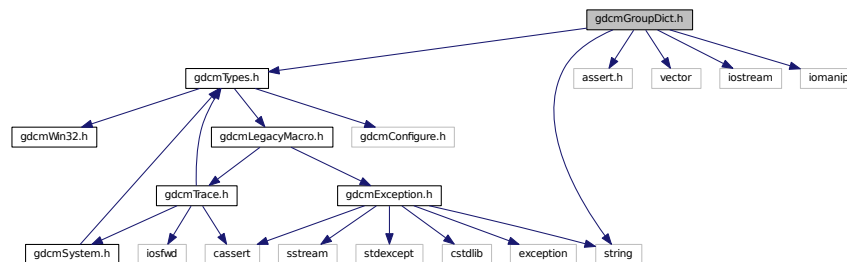 gdcmGroupDict.h
gdcmTypes.h
assert.h
vector
iostream
iomanip
gdcmWin32.h
gdcmLegacyMacro.h
gdcmConfigure.h
gdcmTrace.h
gdcmException.h
gdcmSystem.h
iosfwd
cassert
sstream
stdexcept
cstdlib
exception
string